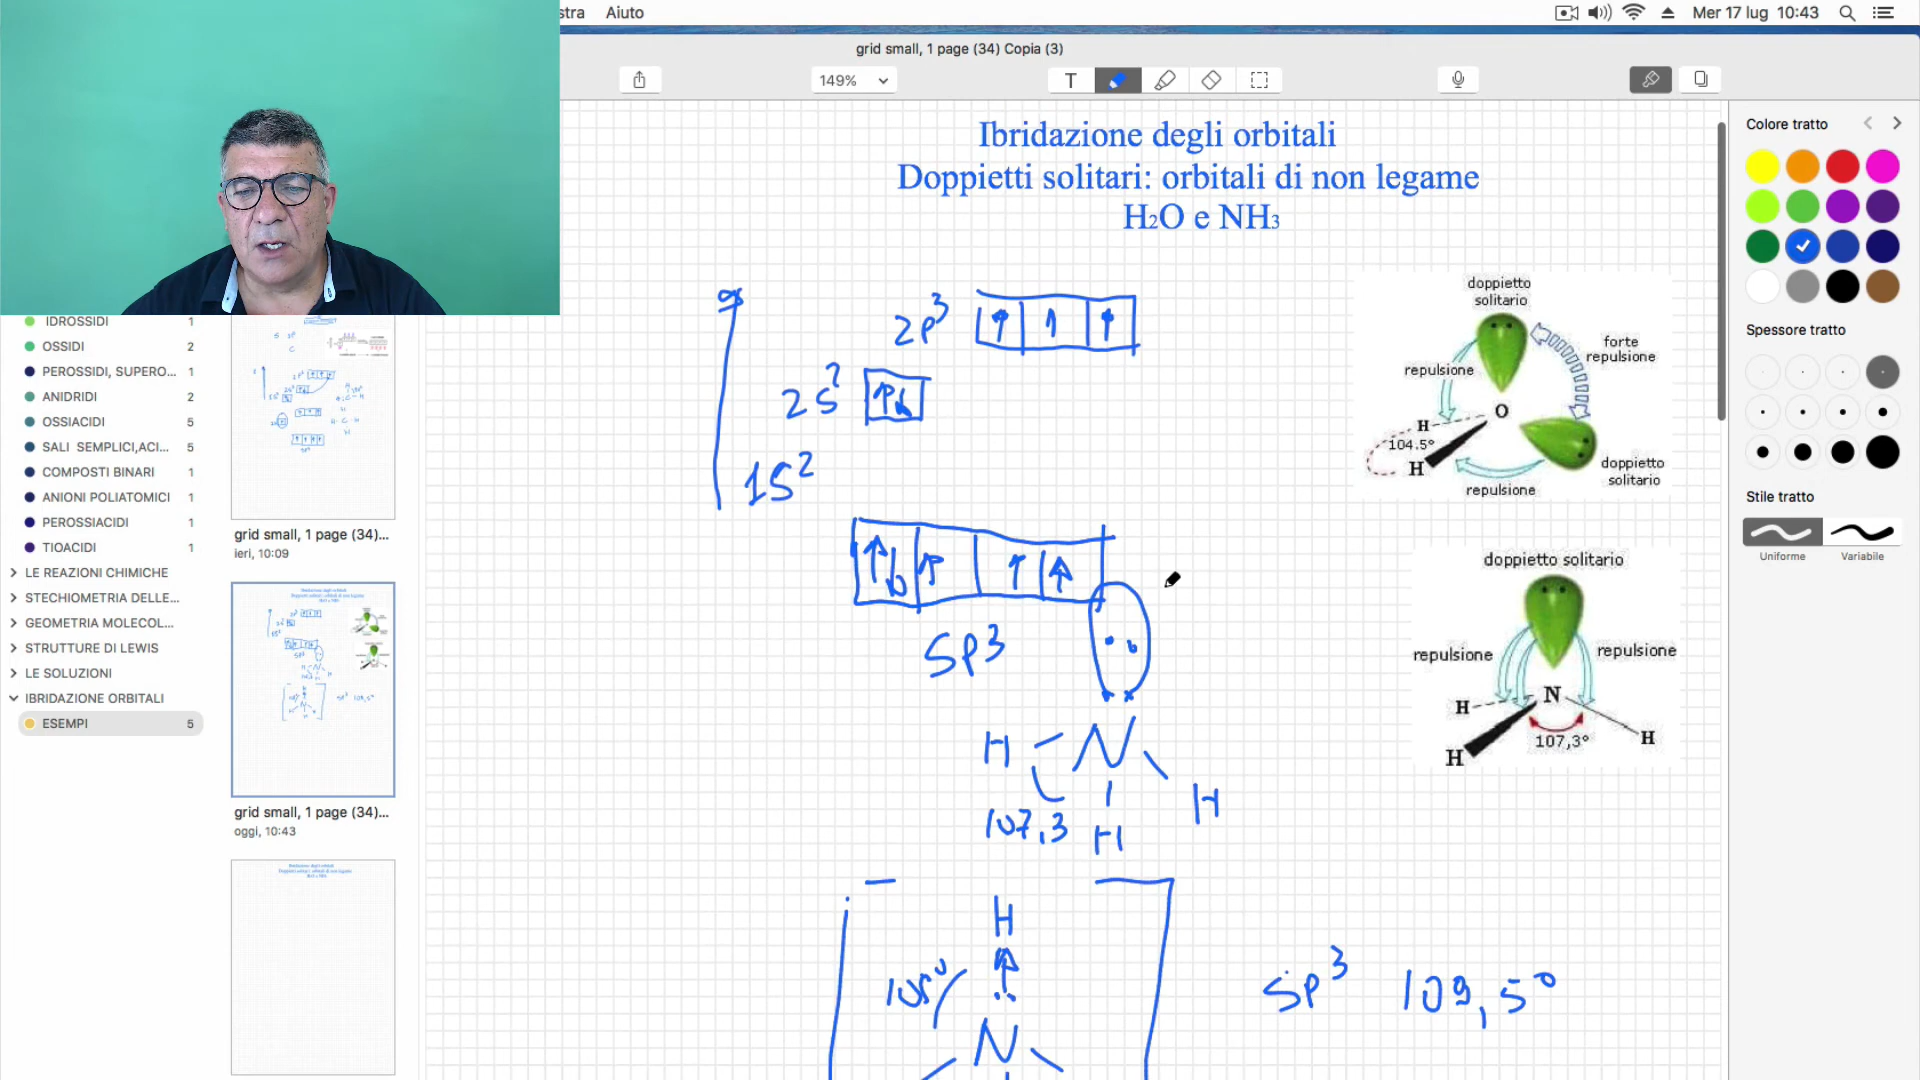 stra Aiuto
Mer 17 lug 10:43
grid small, 1 page (34) Copia (3)
149%
T
Ibridazione degli orbitali
Doppietti solitari: orbitali di non legame
H2O e NH3
2p3
2s2
1s2
sp3
H N
H
107,3 H
H
105°
N
sp3 109,5°
doppietto
solitario
forte
repulsione
repulsione
O
H
104.5°
H
doppietto
solitario
repulsione
doppietto solitario
repulsione
repulsione
N
H
107,3°
H
H
Colore tratto
Spessore tratto
Stile tratto
Uniforme Variabile
IDROSSIDI 1
OSSIDI 2
PEROSSIDI, SUPERO... 1
ANIDRIDI 2
OSSIACIDI 5
SALI SEMPLICI,ACI... 5
COMPOSTI BINARI 1
ANIONI POLIATOMICI 1
PEROSSIACIDI 1
TIOACIDI 1
LE REAZIONI CHIMICHE
STECHIOMETRIA DELLE...
GEOMETRIA MOLECOL...
STRUTTURE DI LEWIS
LE SOLUZIONI
IBRIDAZIONE ORBITALI
ESEMPI 5
grid small, 1 page (34)...
ieri, 10:09
grid small, 1 page (34)...
oggi, 10:43